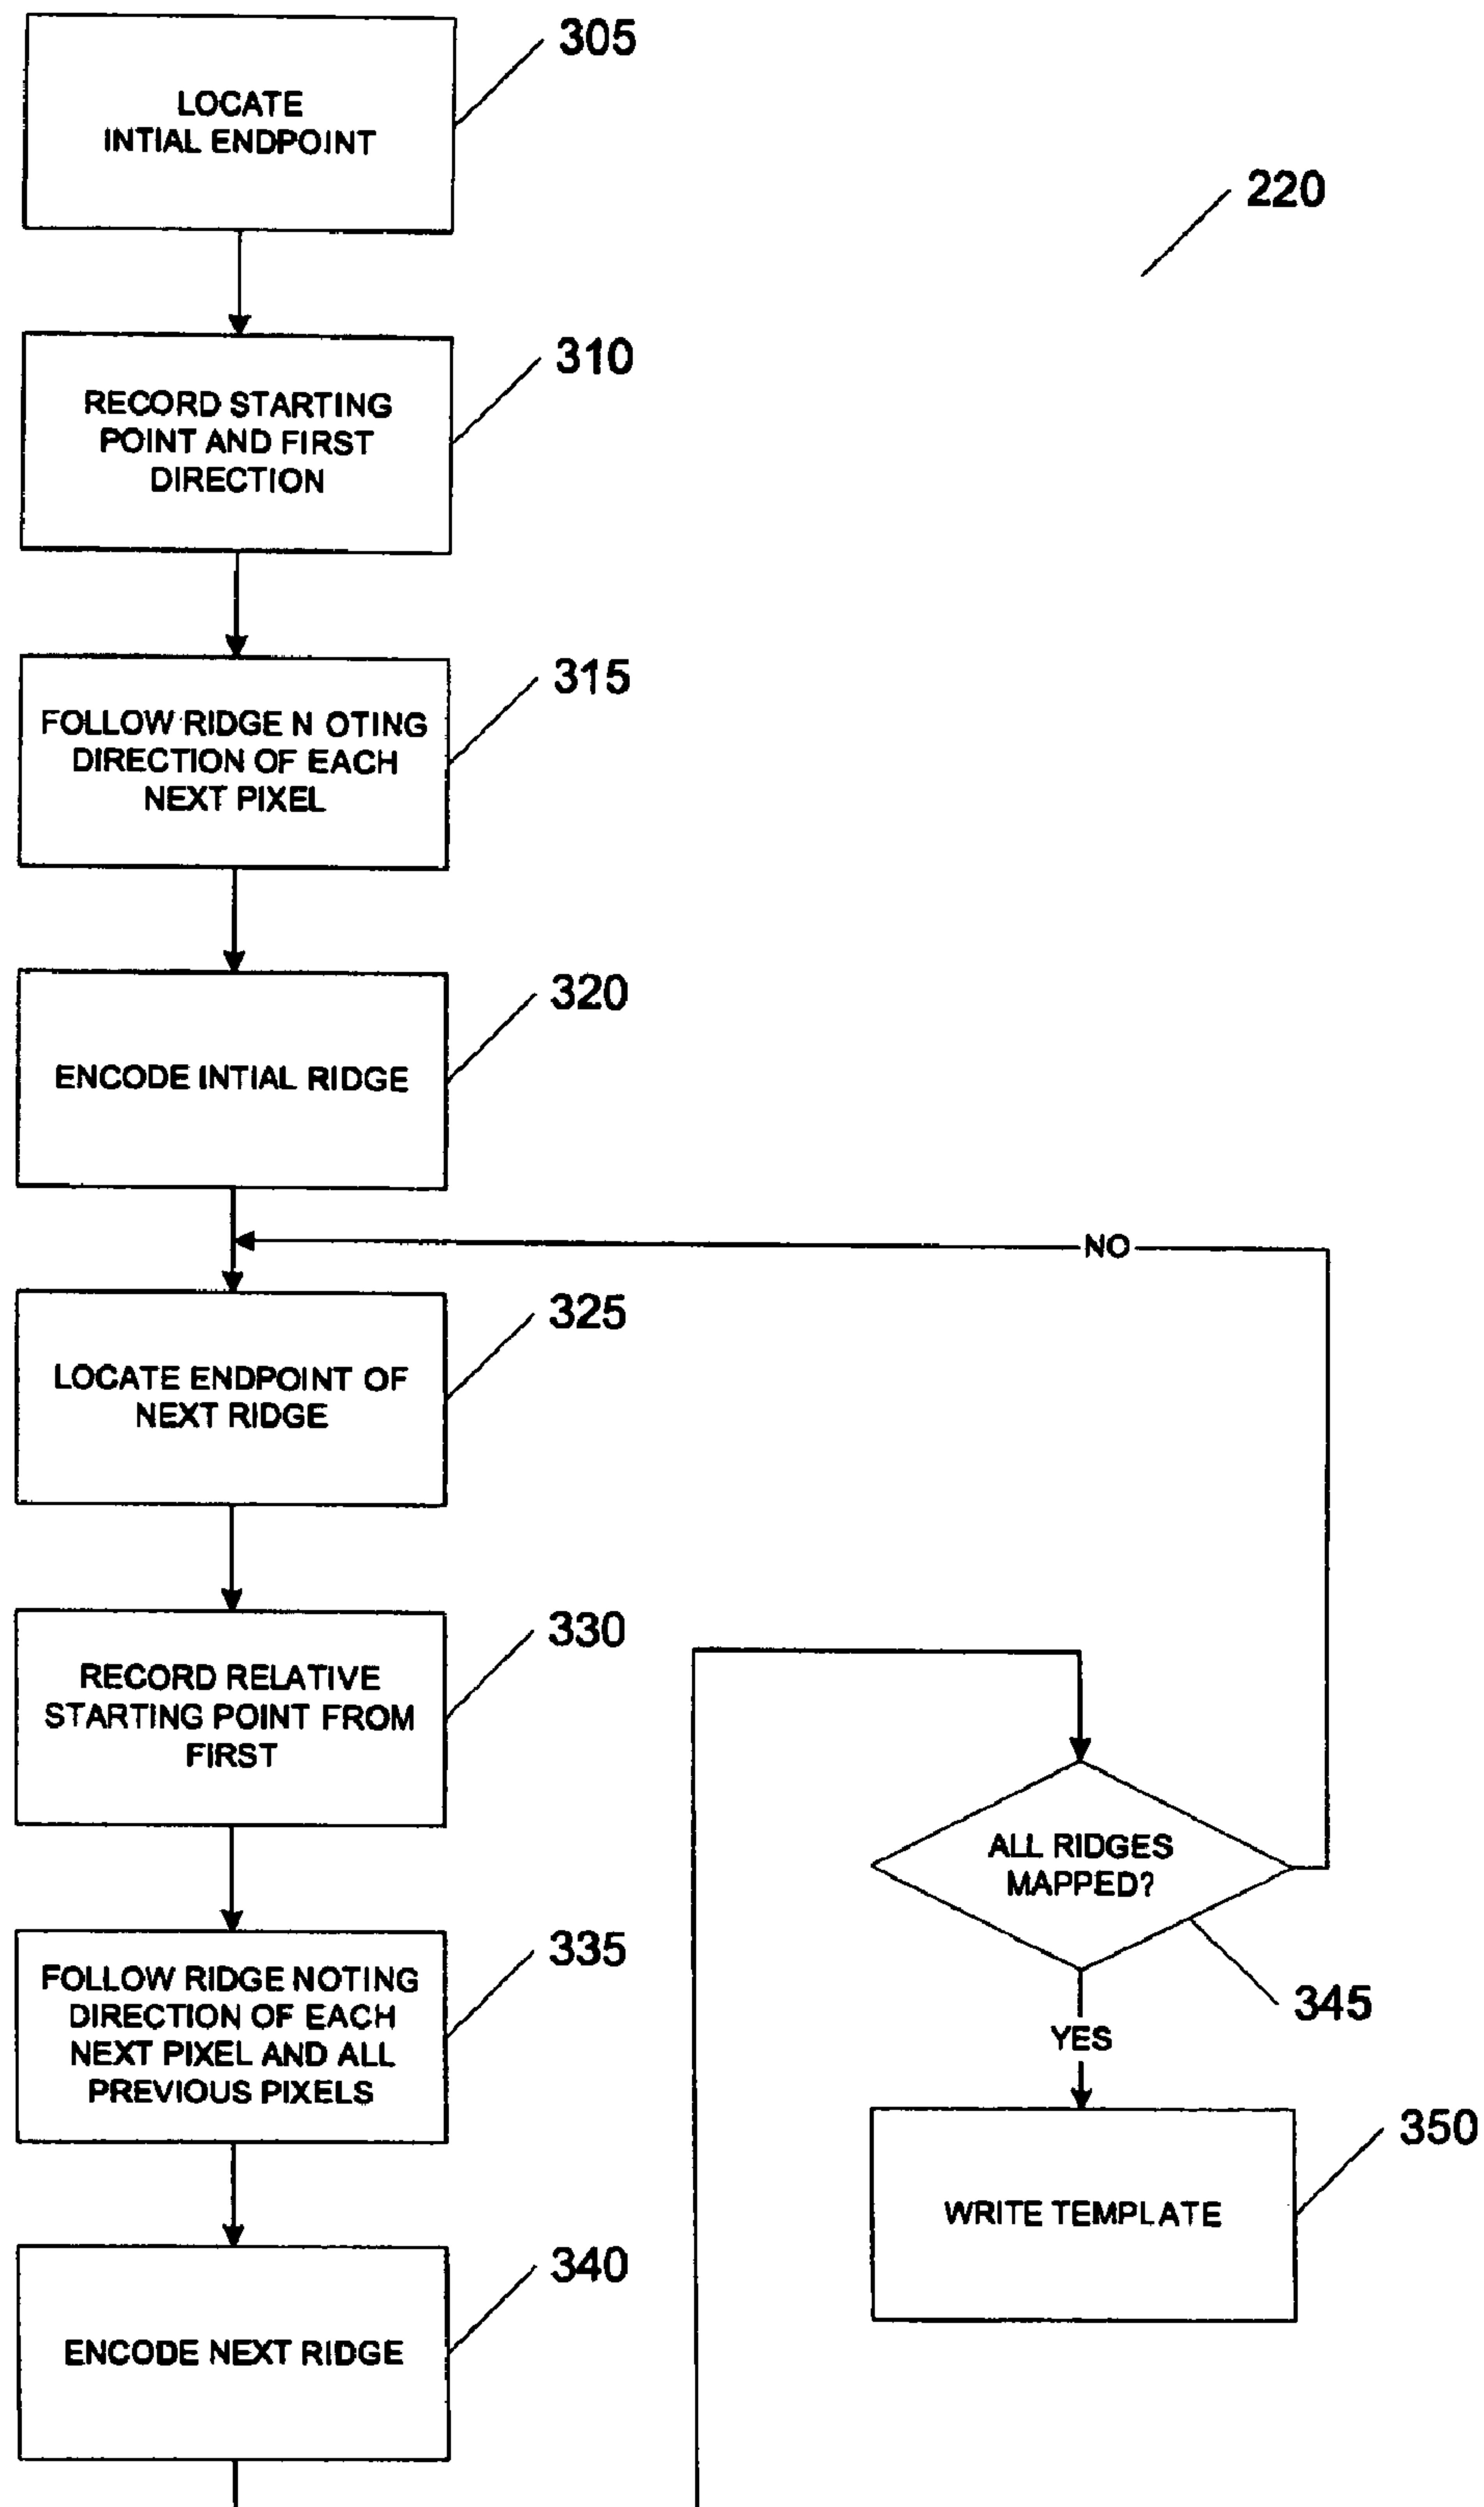 305
LOCATE
INTIAL ENDPOINT
220
310
RECORD STARTING
POINT AND FIRST
DIRECTION
315
FOLLOW RIDGE N OTING
DIRECTION OF EACH
NEXT PIXEL
320
ENCODE INTIAL RIDGE
NO
325
LOCATE ENDPOINT OF
NEXT RIDGE
330
RECORD RELATIVE
STARTING POINT FROM
FIRST
335
FOLLOW RIDGE NOTING
DIRECTION OF EACH
NEXT PIXEL AND ALL
PREVIOUS PIXELS
340
ENCODE NEXT RIDGE
ALL RIDGES
MAPPED?
345
YES
350
WRITE TEMPLATE